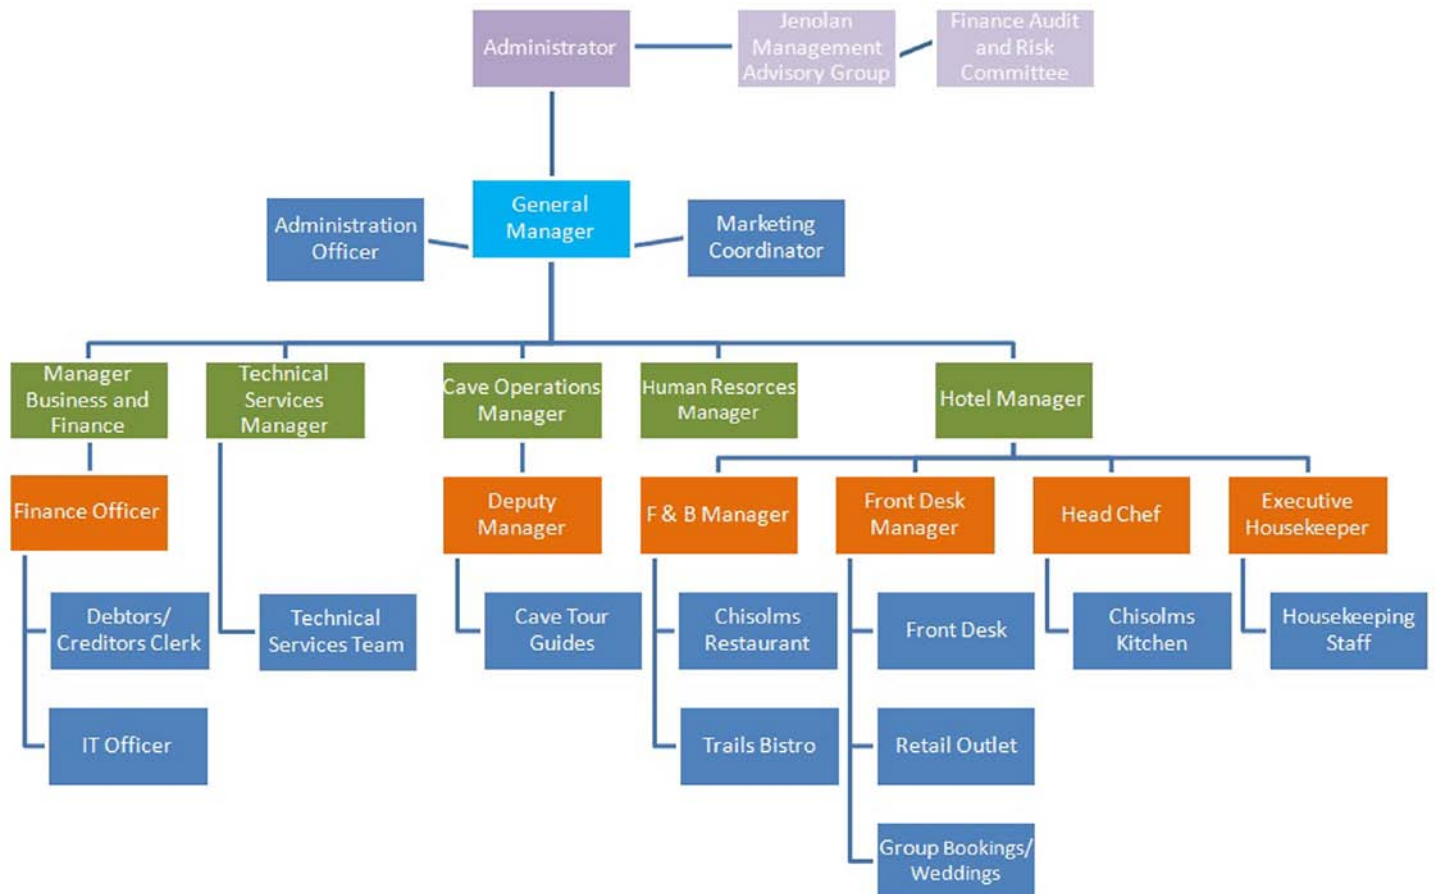 Administrator
Jenolan
Management
Advisory Group
Finance Audit
and Risk
Committee
General
Manager
Administration
Officer
Marketing
Coordinator
Manager
Business and
Finance
Technical
Services
Manager
Cave Operations
Manager
Human Resorces
Manager
Hotel Manager
Finance Officer
Deputy
Manager
F & B Manager
Front Desk
Manager
Head Chef
Executive
Housekeeper
Debtors/
Creditors Clerk
Technical
Services Team
Cave Tour
Guides
Chisolms
Restaurant
Front Desk
Chisolms
Kitchen
Housekeeping
Staff
IT Officer
Trails Bistro
Retail Outlet
Group Bookings/
Weddings